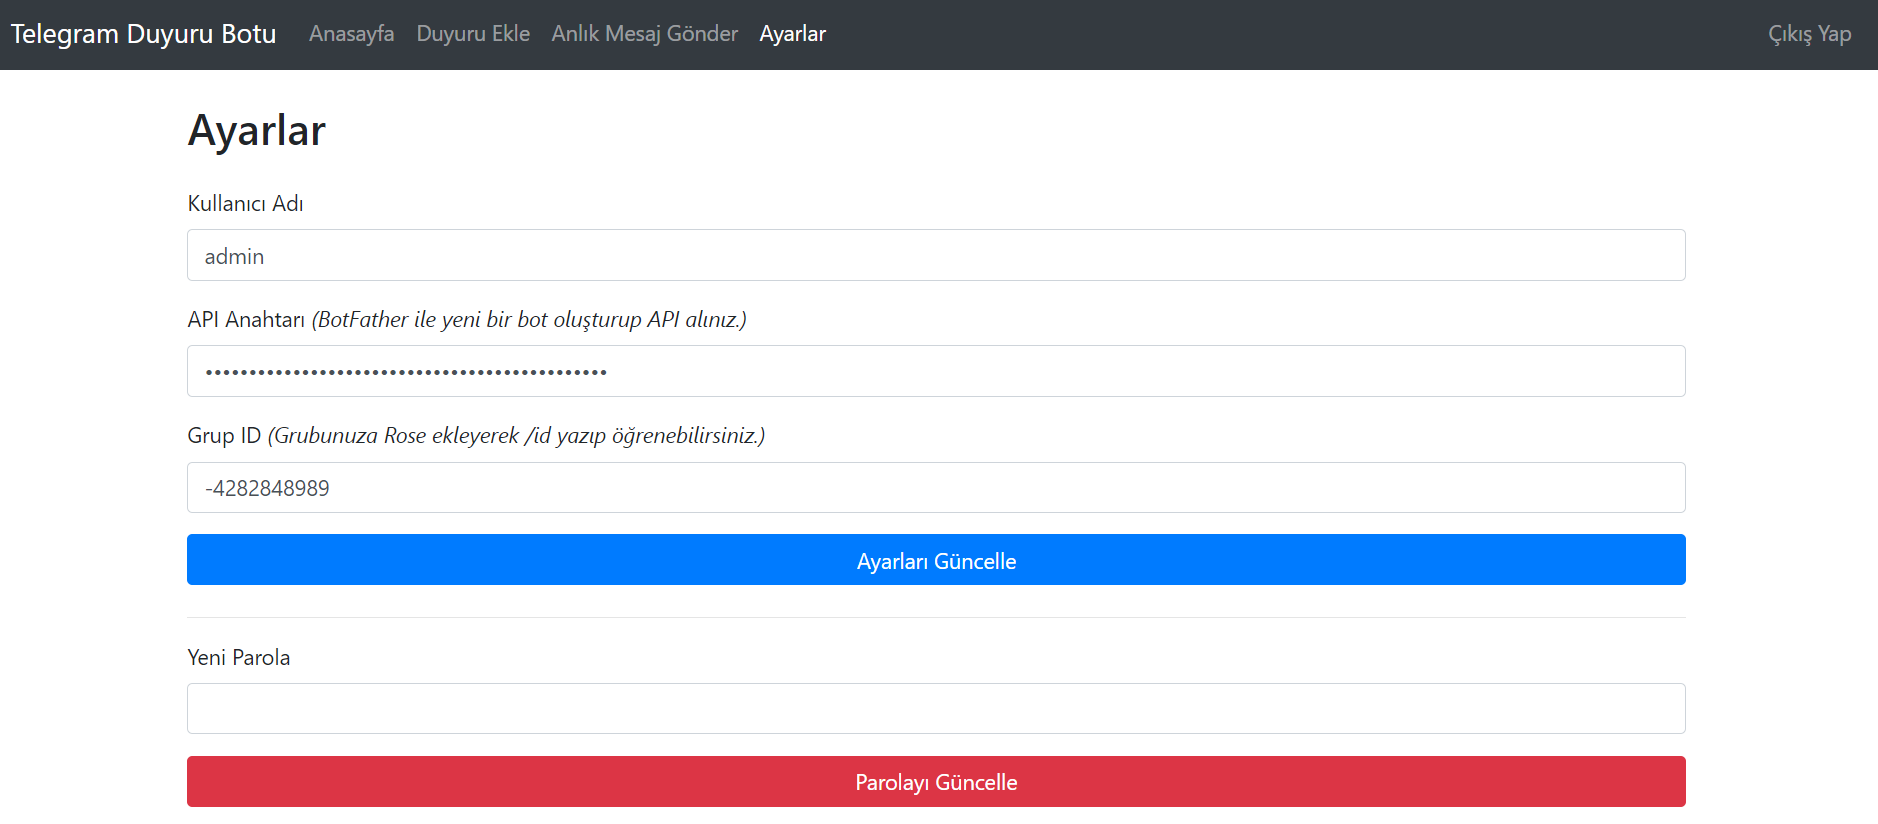 Telegram Duyuru Botu Anasayfa Duyuru Ekle Anlık Mesaj Gönder Ayarlar Çıkış Yap
Ayarlar
Kullanıcı Adı
admin
API Anahtarı (BotFather ile yeni bir bot oluşturup API alınız.)
••••••••••••••••••••••••••••••••••••••••••••••
Grup ID (Grubunuza Rose ekleyerek /id yazıp öğrenebilirsiniz.)
-4282848989
Ayarları Güncelle
Yeni Parola
Parolayı Güncelle